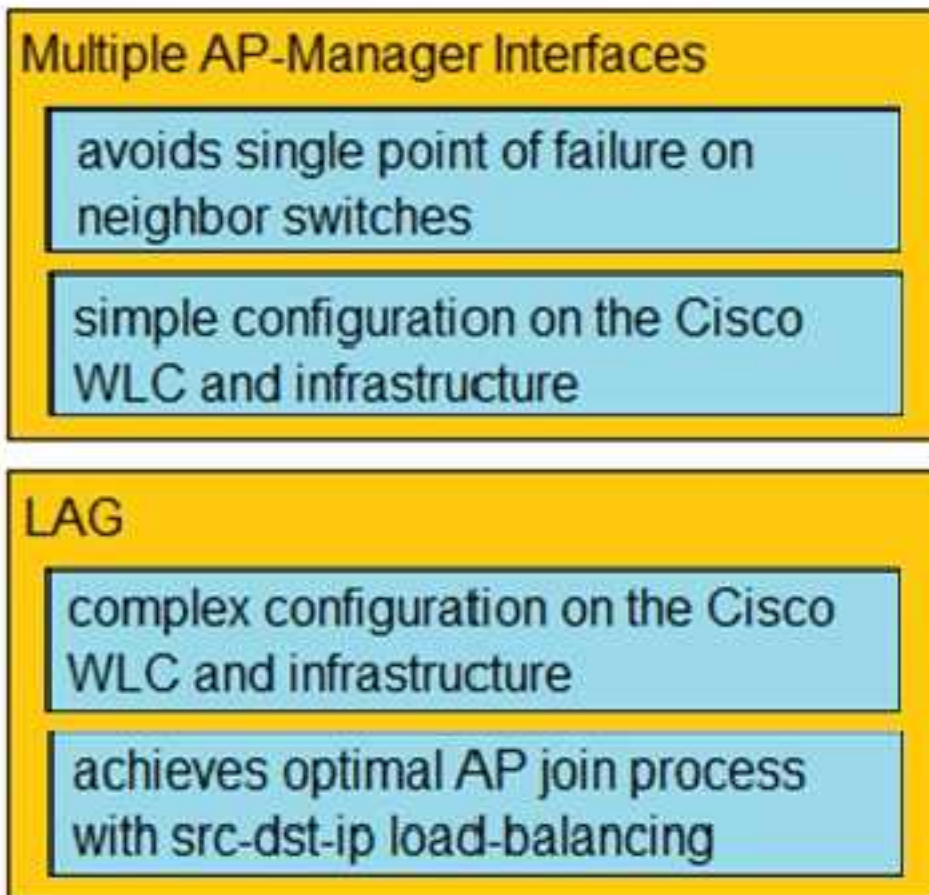 Multiple AP-Manager Interfaces
avoids single point of failure on
neighbor switches
simple configuration on the Cisco
WLC and infrastructure
LAG
complex configuration on the Cisco
WLC and infrastructure
achieves optimal AP join process
with src-dst-ip load-balancing